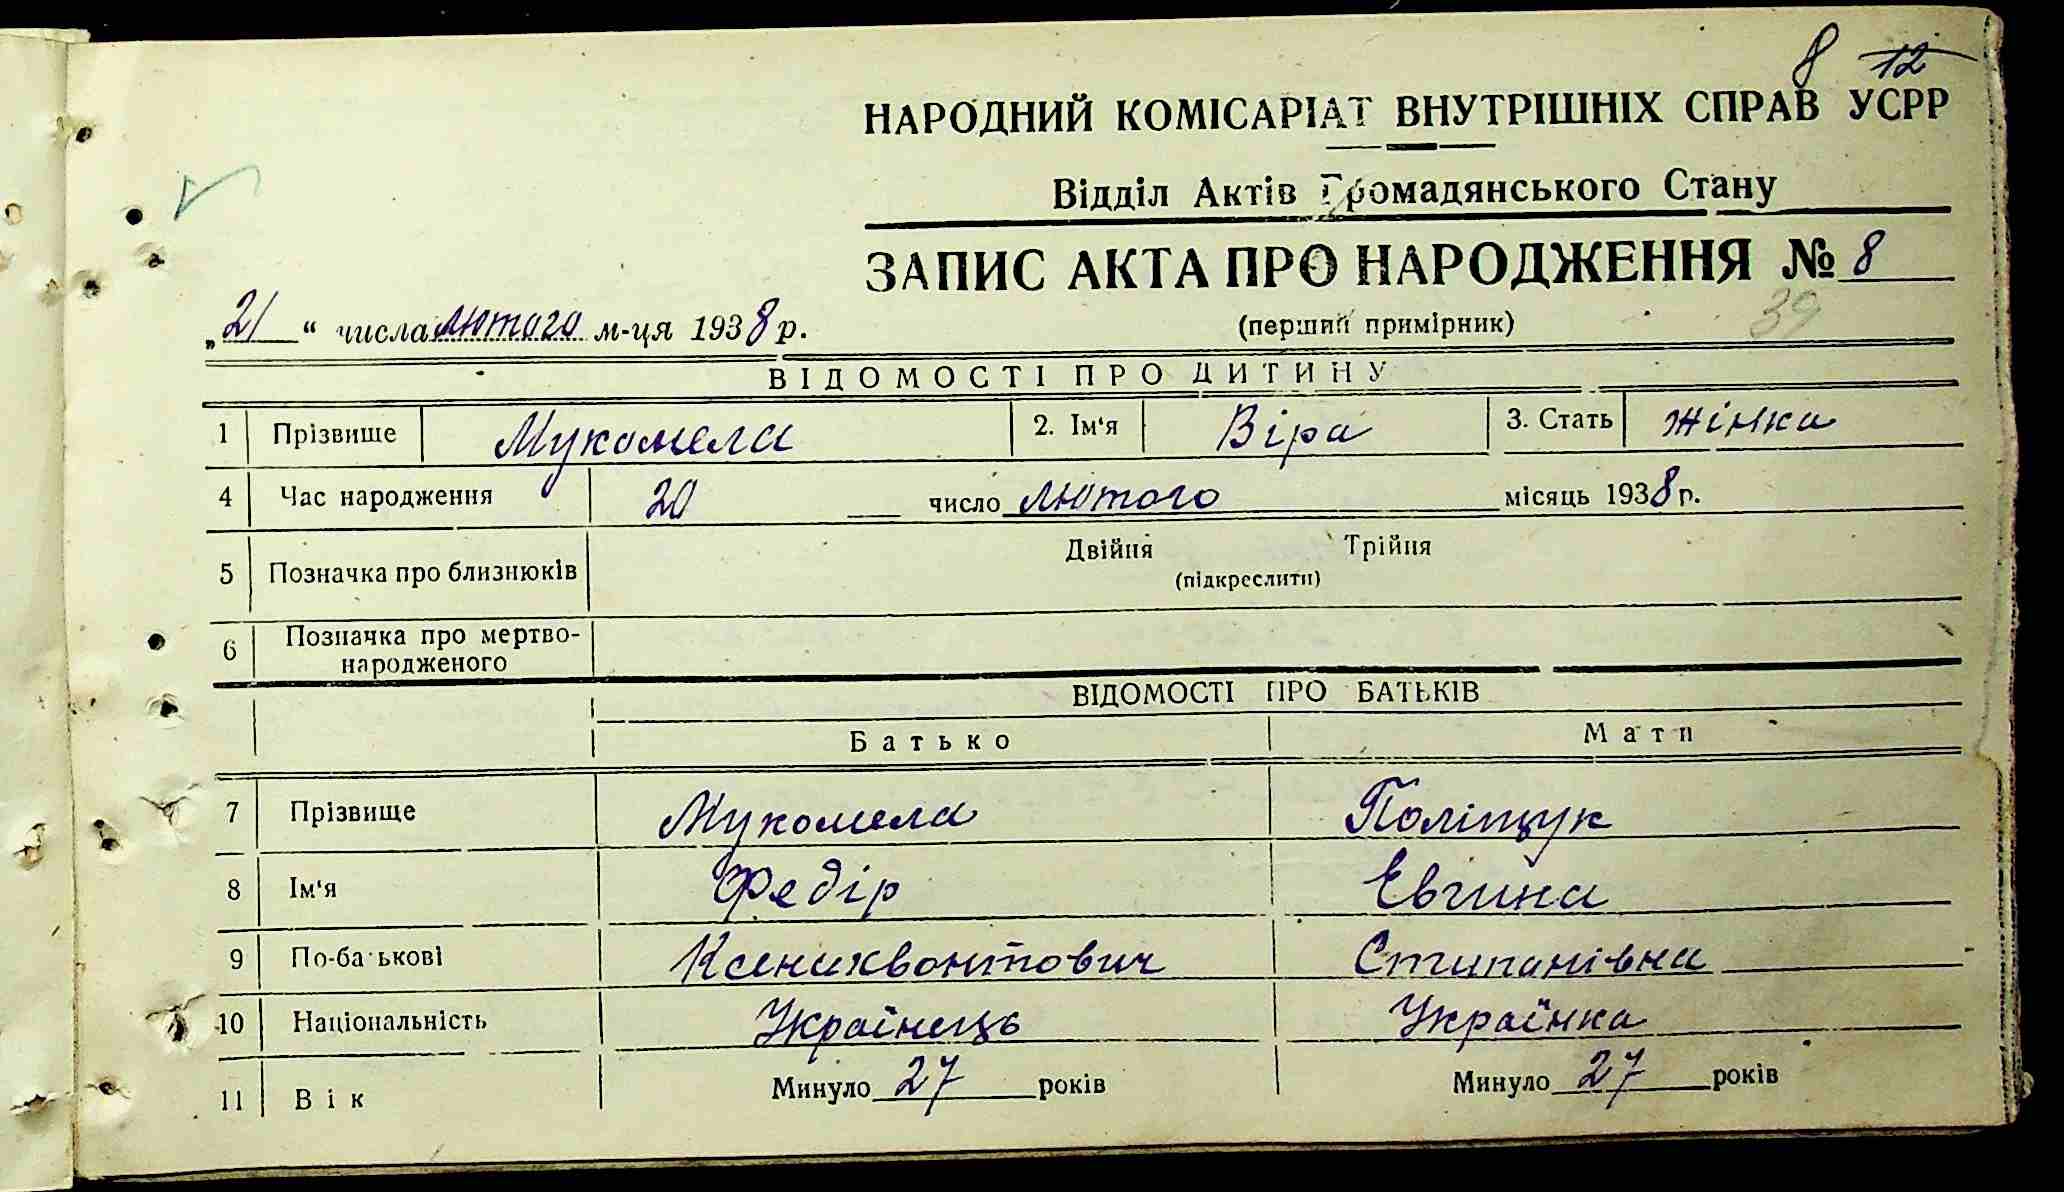 8 12
НАРОДНИЙ КОМІСАРІАТ ВНУТРІШНІХ СПРАВ УСРР
Відділ Актів Громадянського Стану
ЗАПИС АКТА ПРО НАРОДЖЕННЯ № 8
„21“ числа лютого м-ця 1938 р.
(перший примірник) 39
ВІДОМОСТІ ПРО ДИТИНУ
1 Прізвище Мукомела 2. Ім‘я Віра 3. Стать жінка
4 Час народження 20 число лютого місяць 1938 р.
5 Позначка про близнюків Двійня Трійня
(підкреслити)
6 Позначка про мертво-
народженого
ВІДОМОСТІ ПРО БАТЬКІВ
Батько Мати
7 Прізвище Мукомела Поліщук
8 Ім‘я Федір Евгина
9 По-батькові Ксенихвонтович Стипанівна
10 Національність Українець Українка
11 Вік Минуло 27 років Минуло 27 років